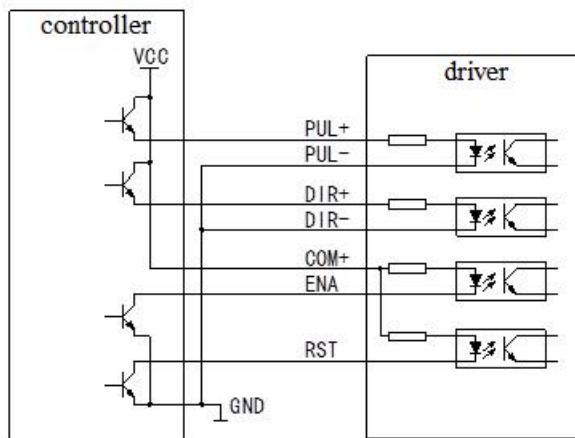 controller
VCC
driver
PUL+
PUL-
DIR+
DIR-
COM+
ENA
RST
GND